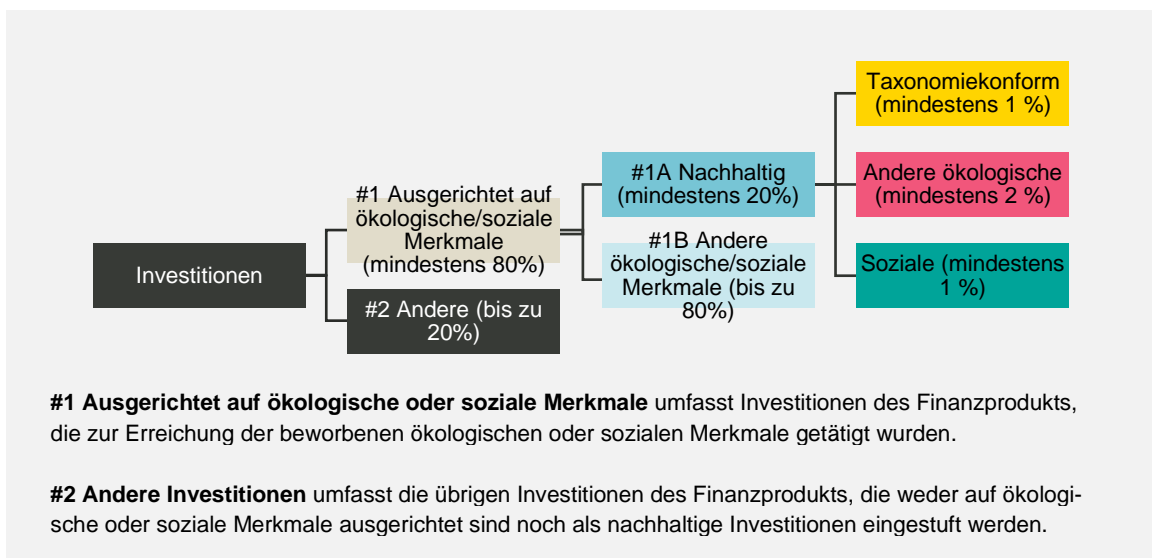 Investitionen
#1 Ausgerichtet auf
ökologische/soziale
Merkmale
(mindestens 80%)
#2 Andere (bis zu
20%)
#1A Nachhaltig
(mindestens 20%)
#1B Andere
ökologische/soziale
Merkmale (bis zu
80%)
Taxonomiekonform
(mindestens 1 %)
Andere ökologische
(mindestens 2 %)
Soziale (mindestens
1 %)
#1 Ausgerichtet auf ökologische oder soziale Merkmale umfasst Investitionen des Finanzprodukts,
die zur Erreichung der beworbenen ökologischen oder sozialen Merkmale getätigt wurden.
#2 Andere Investitionen umfasst die übrigen Investitionen des Finanzprodukts, die weder auf ökologi-
sche oder soziale Merkmale ausgerichtet sind noch als nachhaltige Investitionen eingestuft werden.